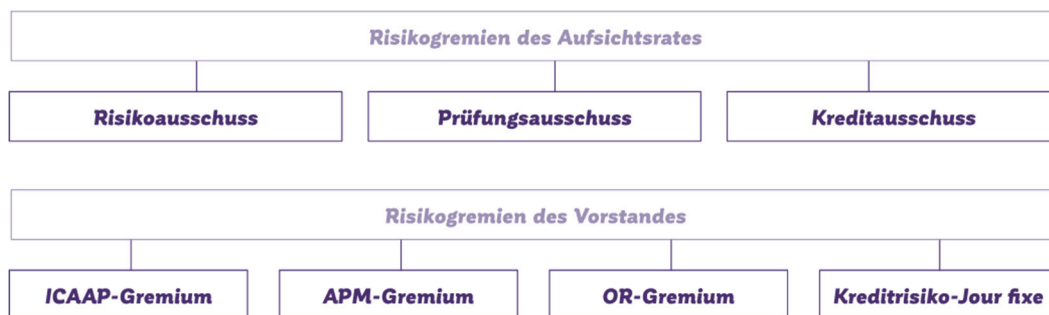 Risikogremien des Aufsichtsrates
Risikoausschuss
Prüfungsausschuss
Kreditausschuss
Risikogremien des Vorstandes
ICAAP-Gremium
APM-Gremium
OR-Gremium
Kreditrisiko-Jour fixe